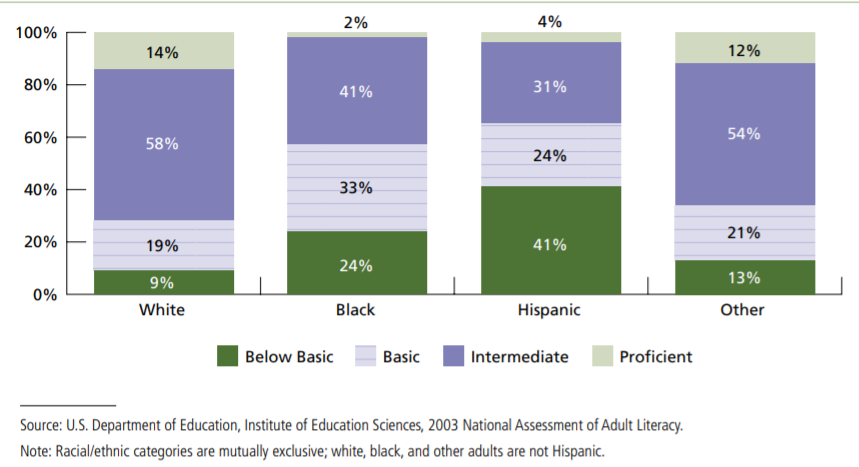 2% 4%
100%
14% 12%
80%
41% 31%
58% 54%
60%
24%
33%
40%
19% 41% 21%
20%
24%
9% 13%
0%
White Black Hispanic Other
Below Basic Basic Intermediate Proficient
Source: U.S. Department of Education, Institute of Education Sciences, 2003 National Assessment of Adult Literacy.
Note: Racial/ethnic categories are mutually exclusive; white, black, and other adults are not Hispanic.